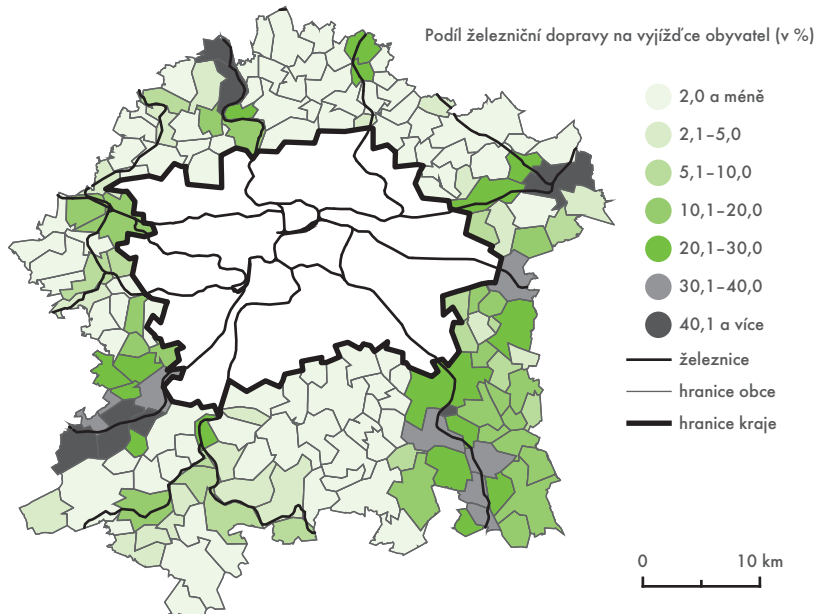 Podíl železniční dopravy na vyjížďce obyvatel (v %)
2,0 a méně
2,1–5,0
5,1–10,0
10,1–20,0
20,1–30,0
30,1–40,0
40,1 a více
železnice
hranice obce
hranice kraje
0 10 km